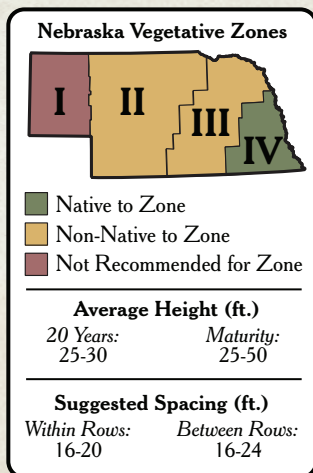 Nebraska Vegetative Zones
I II III IV
Native to Zone
Non-Native to Zone
Not Recommended for Zone
Average Height (ft.)
20 Years: Maturity:
25-30 25-50
Suggested Spacing (ft.)
Within Rows: Between Rows:
16-20 16-24